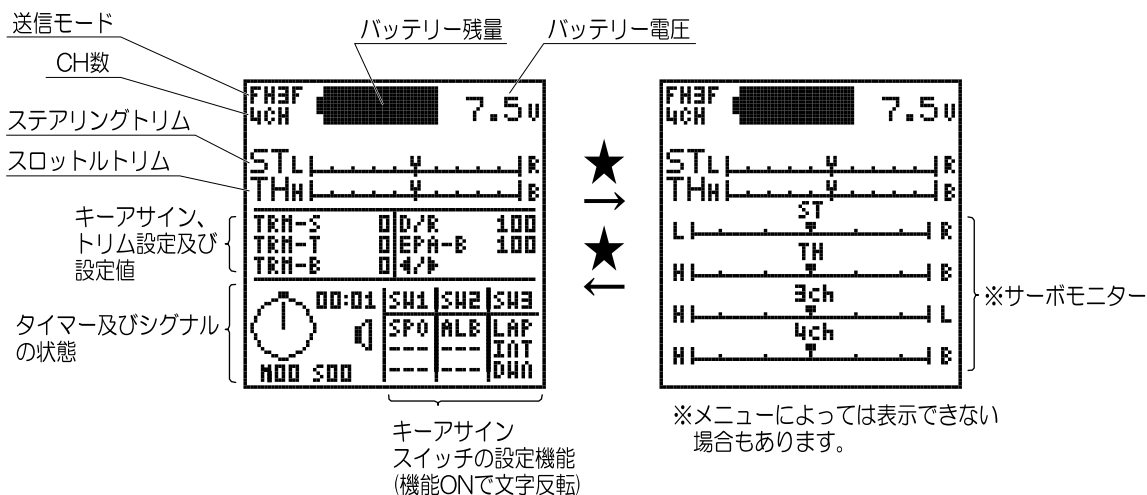 送信モード
CH数
ステアリングトリム
スロットルトリム
キーアサイン、
トリム設定及び
設定値
タイマー及びシグナル
の状態
バッテリー残量
バッテリー電圧
FH3F
4CH
7.5v
STL R
THH B
TRM-S 0 D/R 100
TRM-T 0 EPA-B 100
TRM-B 0
00:01 SW1 SW2 SW3
SPO ALB LAP
--- --- INT
--- --- DWN
M00 S00
キーアサイン
スイッチの設定機能
(機能ONで文字反転)
★
→
★
←
FH3F
4CH
7.5v
STL R
THH B
ST
L R
TH
H B
3ch
H L
4ch
H B
※サーボモニター
※メニューによっては表示できない
場合もあります。